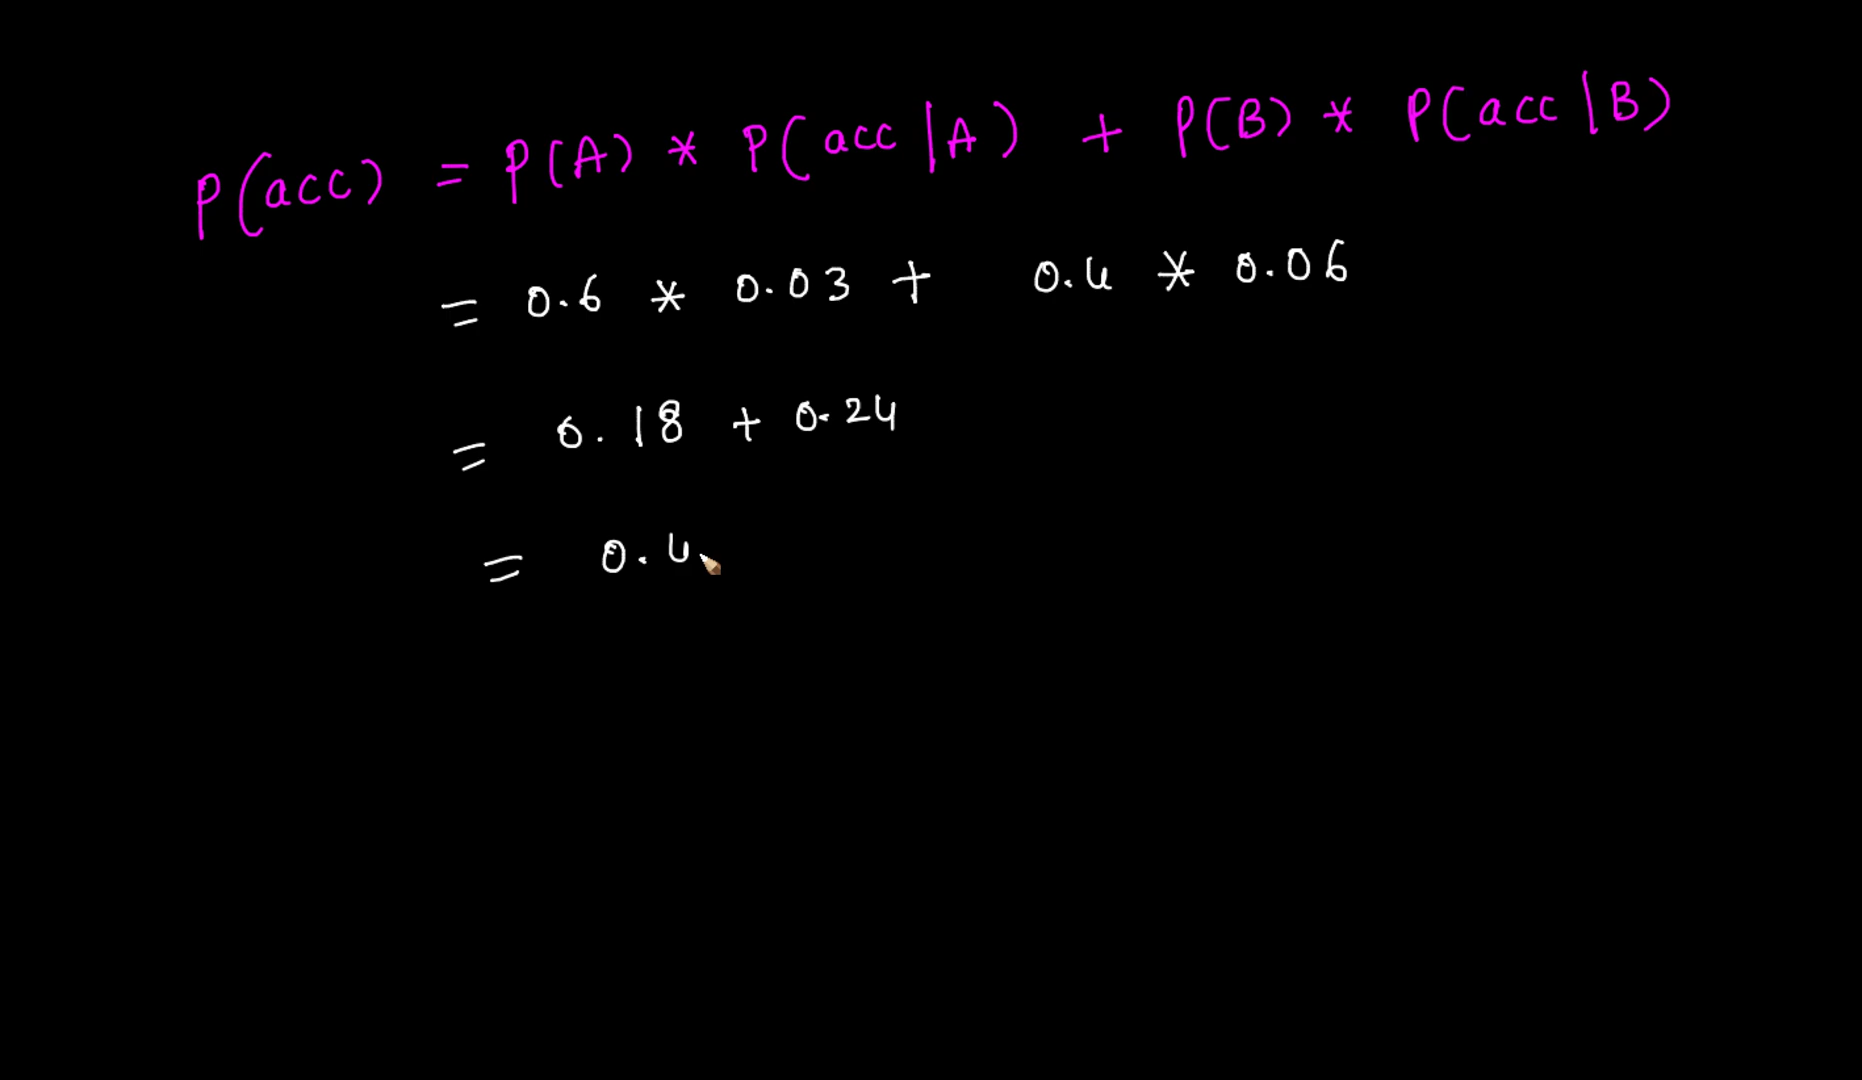 P(acc) = P(A) * P(acc|A) + P(B) * P(acc|B)
= 0.6 * 0.03 + 0.4 * 0.06
= 0.18 + 0.24
= 0.4